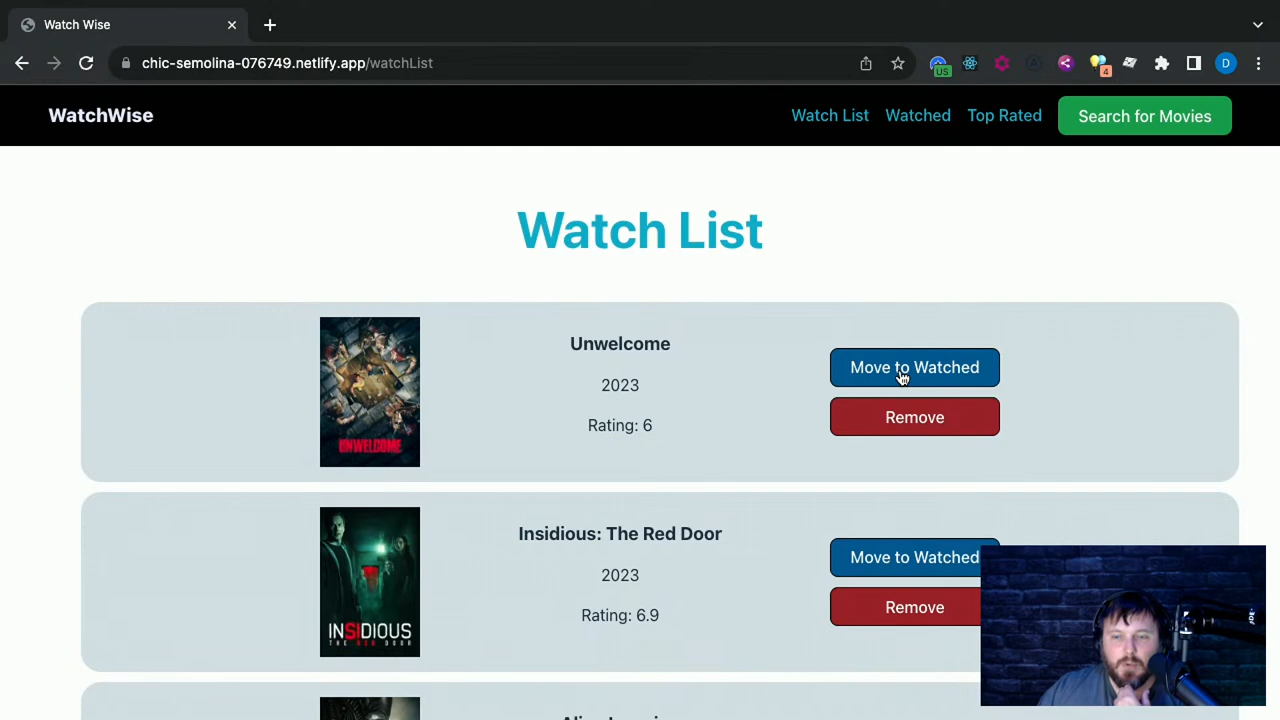 Watch Wise
chic-semolina-076749.netlify.app/watchList
US
4
D
WatchWise
Watch List
Watched
Top Rated
Search for Movies
Watch List
Unwelcome
2023
Rating: 6
Move to Watched
Remove
UNWELCOME
Insidious: The Red Door
2023
Rating: 6.9
Move to Watched
Remove
INSIDIOUS
THE RED DOOR